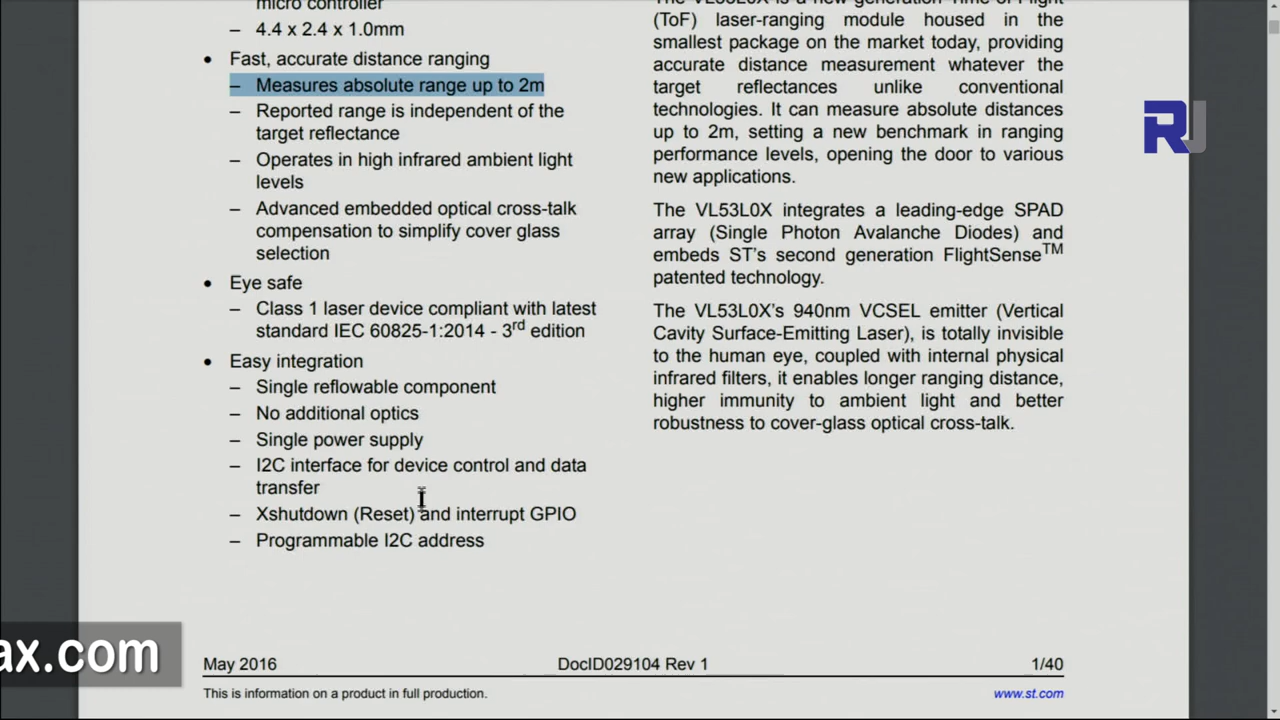 micro controller
– 4.4 x 2.4 x 1.0mm
• Fast, accurate distance ranging
– Measures absolute range up to 2m
– Reported range is independent of the
target reflectance
– Operates in high infrared ambient light
levels
– Advanced embedded optical cross-talk
compensation to simplify cover glass
selection
• Eye safe
– Class 1 laser device compliant with latest
standard IEC 60825-1:2014 - 3rd edition
• Easy integration
– Single reflowable component
– No additional optics
– Single power supply
– I2C interface for device control and data
transfer
– Xshutdown (Reset) and interrupt GPIO
– Programmable I2C address
The VL53L0X is a new generation Time-of-Flight
(ToF) laser-ranging module housed in the
smallest package on the market today, providing
accurate distance measurement whatever the
target reflectances unlike conventional
technologies. It can measure absolute distances
up to 2m, setting a new benchmark in ranging
performance levels, opening the door to various
new applications.
The VL53L0X integrates a leading-edge SPAD
array (Single Photon Avalanche Diodes) and
embeds ST's second generation FlightSense™
patented technology.
The VL53L0X's 940nm VCSEL emitter (Vertical
Cavity Surface-Emitting Laser), is totally invisible
to the human eye, coupled with internal physical
infrared filters, it enables longer ranging distance,
higher immunity to ambient light and better
robustness to cover-glass optical cross-talk.
RJ
ax.com
May 2016 DocID029104 Rev 1 1/40
This is information on a product in full production. www.st.com